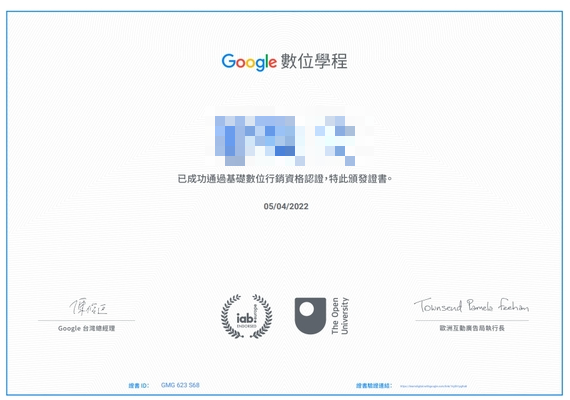 Google 數位學程
已成功通過基礎數位行銷資格認證，特此頒發證書。
05/04/2022
iab europe
ENDORSED
The Open
University
Townsend Pamela Feehan
Google 台灣總經理
歐洲互動廣告局執行長
證書 ID： GMG 623 S68
證書驗證連結：